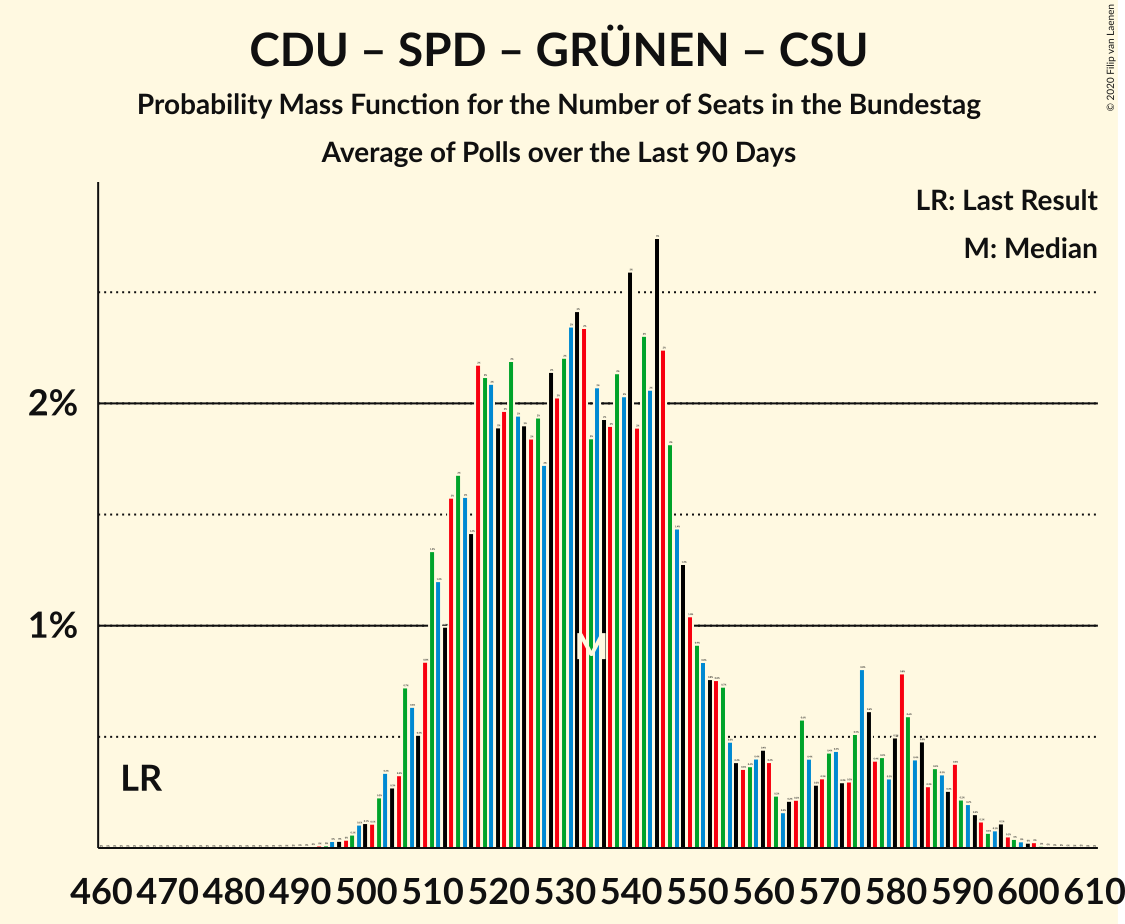 CDU – SPD – GRÜNEN – CSU
Probability Mass Function for the Number of Seats in the Bundestag
Average of Polls over the Last 90 Days
© 2020 Filip van Laenen
LR: Last Result
M: Median
2%
1%
M
LR
460 470 480 490 500 510 520 530 540 550 560 570 580 590 600 610